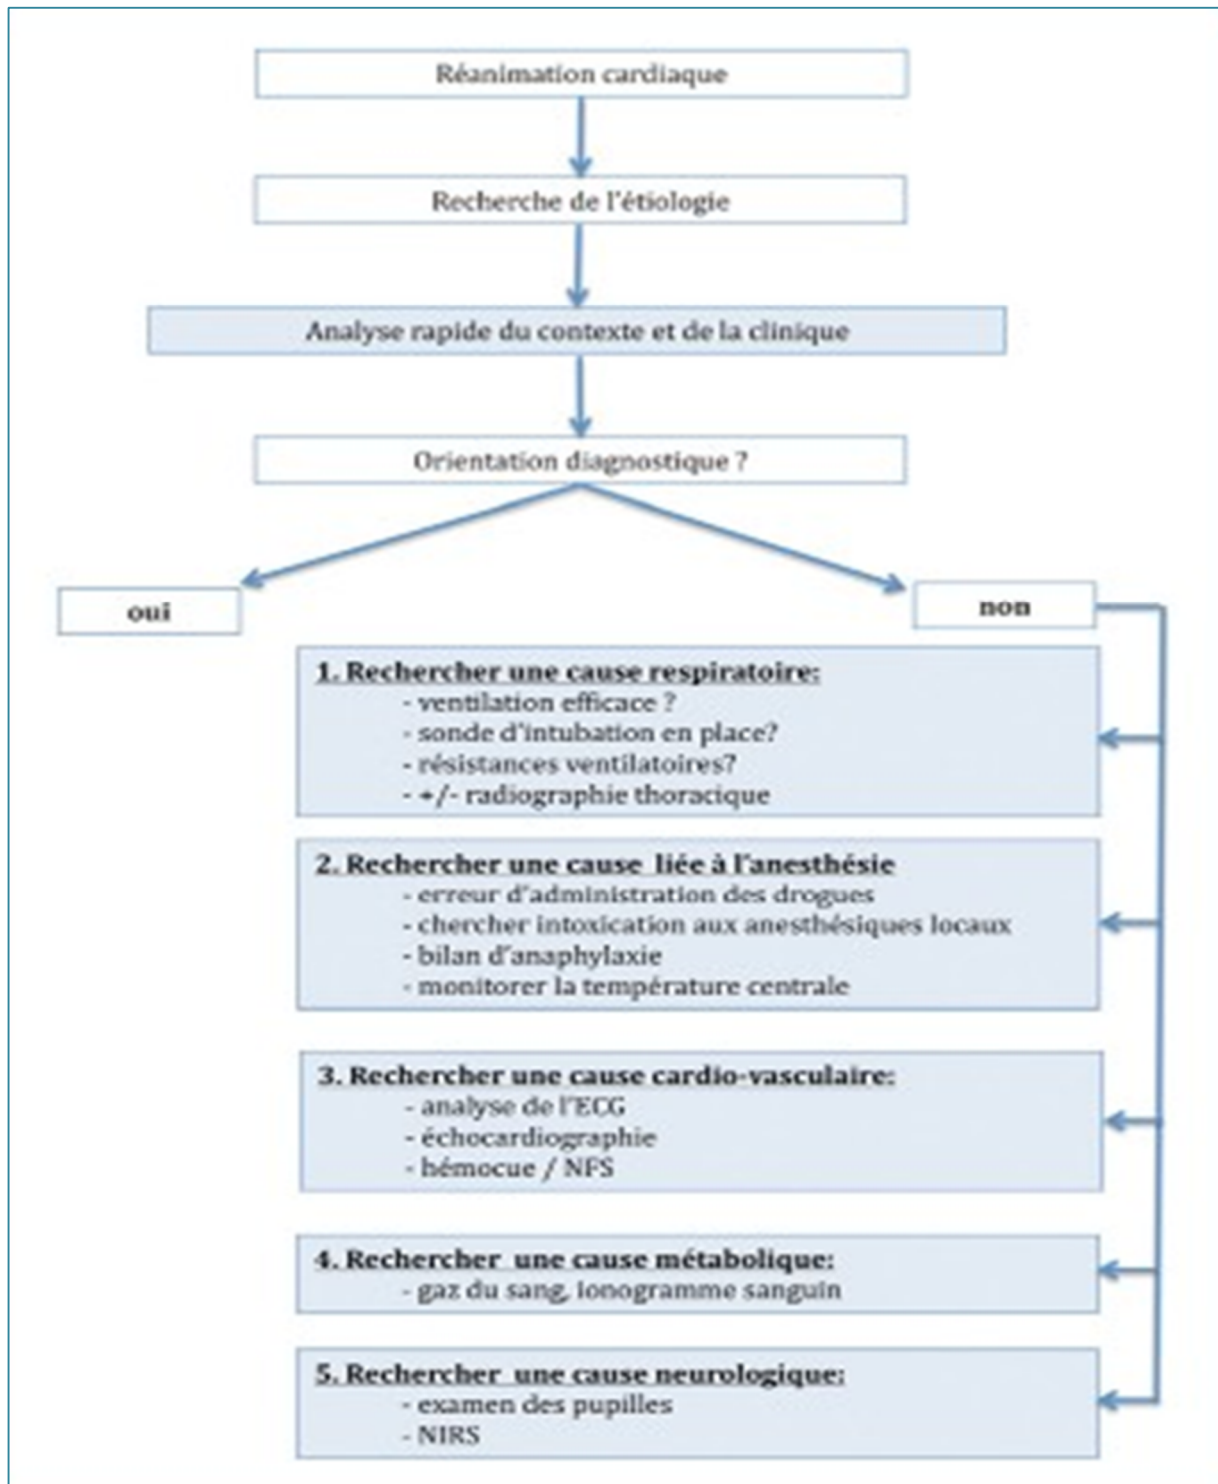 Réanimation cardiaque
Recherche de l'étiologie
Analyse rapide du contexte et de la clinique
Orientation diagnostique ?
oui
non
1. Rechercher une cause respiratoire:
- ventilation efficace ?
- sonde d'intubation en place?
- résistances ventilatoires?
- +/- radiographie thoracique
2. Rechercher une cause liée à l'anesthésie
- erreur d'administration des drogues
- chercher intoxication aux anesthésiques locaux
- bilan d'anaphylaxie
- monitorer la température centrale
3. Rechercher une cause cardio-vasculaire:
- analyse de l'ECG
- échocardiographie
- hémocue / NFS
4. Rechercher une cause métabolique:
- gaz du sang, ionogramme sanguin
5. Rechercher une cause neurologique:
- examen des pupilles
- NIRS